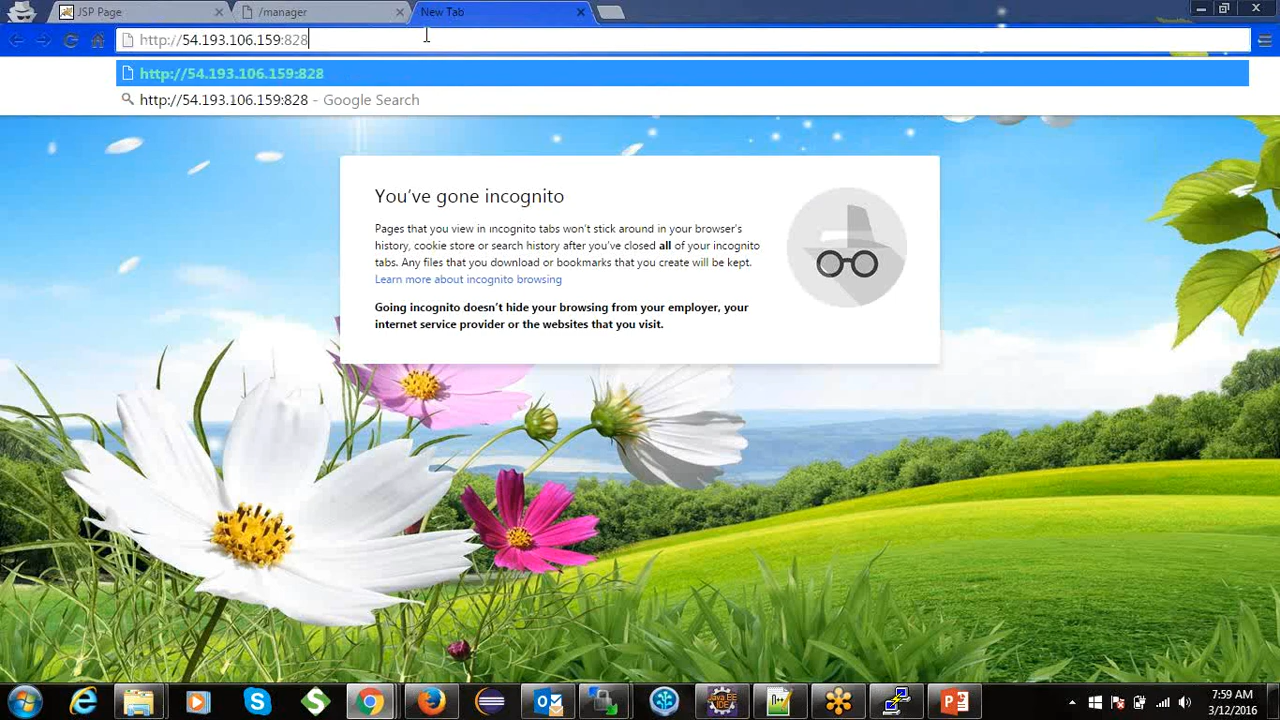 JSP Page
/manager
New Tab
http://54.193.106.159:828
http://54.193.106.159:828
http://54.193.106.159:828 - Google Search
You've gone incognito
Pages that you view in incognito tabs won't stick around in your browser's
history, cookie store or search history after you've closed all of your incognito
tabs. Any files that you download or bookmarks that you create will be kept.
Learn more about incognito browsing
Going incognito doesn't hide your browsing from your employer, your
internet service provider or the websites that you visit.
Java EE
IDE
7:59 AM
3/12/2016